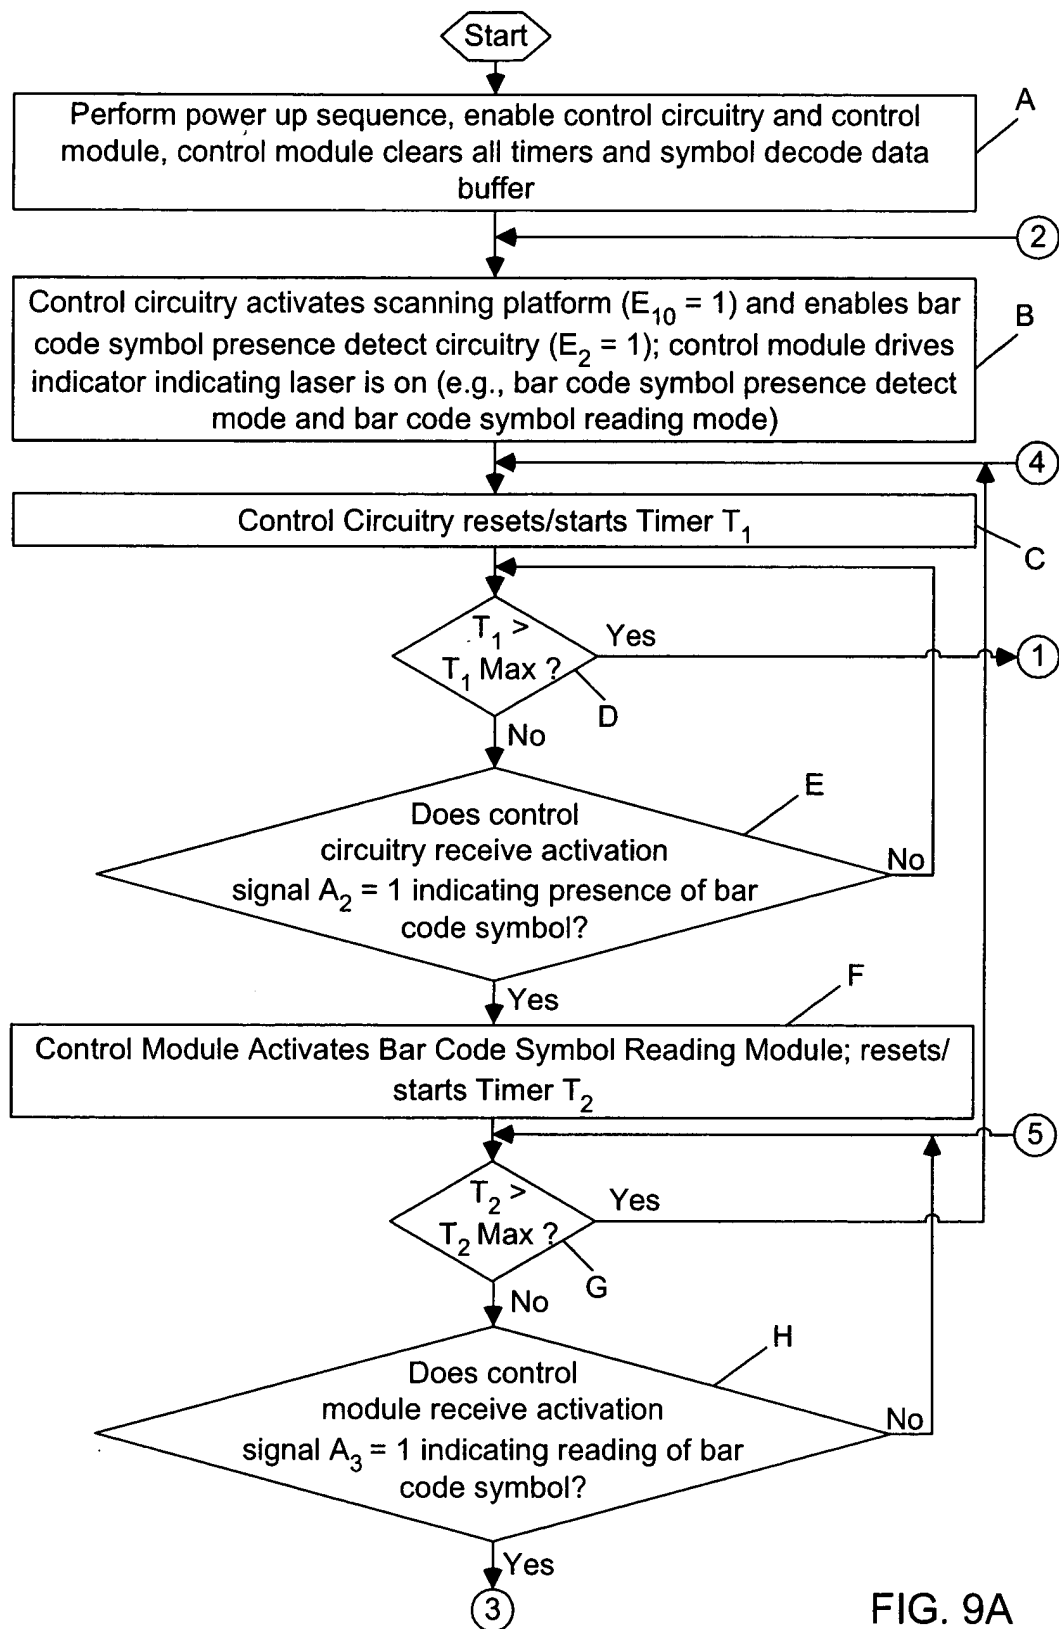 Start
Perform power up sequence, enable control circuitry and control
module, control module clears all timers and symbol decode data
buffer
A
2
Control circuitry activates scanning platform (E10 = 1) and enables bar
code symbol presence detect circuitry (E2 = 1); control module drives
indicator indicating laser is on (e.g., bar code symbol presence detect
mode and bar code symbol reading mode)
B
4
Control Circuitry resets/starts Timer T1
C
T1 >
T1 Max ?
Yes
1
D
No
Does control
circuitry receive activation
signal A2 = 1 indicating presence of bar
code symbol?
E
No
Yes
F
Control Module Activates Bar Code Symbol Reading Module; resets/
starts Timer T2
5
T2 >
T2 Max ?
Yes
G
No
Does control
module receive activation
signal A3 = 1 indicating reading of bar
code symbol?
H
No
Yes
3
FIG. 9A